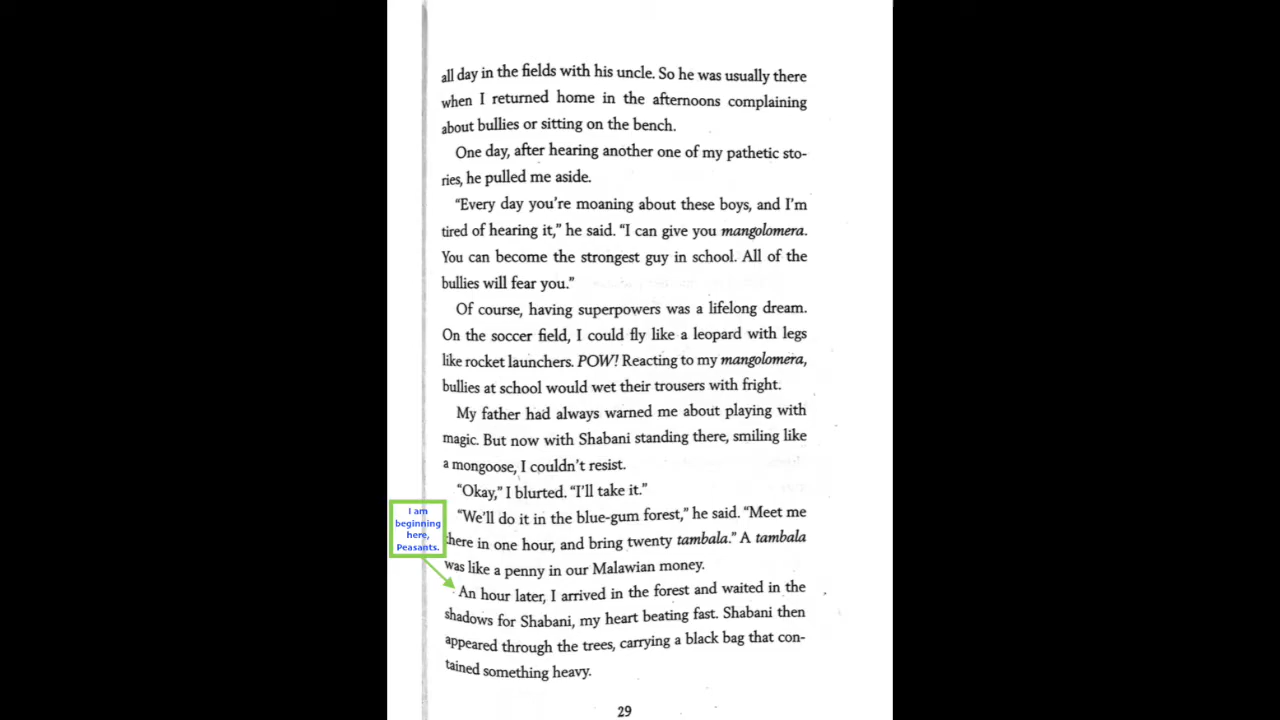 all day in the fields with his uncle. So he was usually there
when I returned home in the afternoons complaining
about bullies or sitting on the bench.
One day, after hearing another one of my pathetic sto-
ries, he pulled me aside.
“Every day you’re moaning about these boys, and I’m
tired of hearing it,” he said. “I can give you mangolomera.
You can become the strongest guy in school. All of the
bullies will fear you.”
Of course, having superpowers was a lifelong dream.
On the soccer field, I could fly like a leopard with legs
like rocket launchers. POW! Reacting to my mangolomera,
bullies at school would wet their trousers with fright.
My father had always warned me about playing with
magic. But now with Shabani standing there, smiling like
a mongoose, I couldn’t resist.
“Okay,” I blurted. “I’ll take it.”
“We’ll do it in the blue-gum forest,” he said. “Meet me
there in one hour, and bring twenty tambala.” A tambala
was like a penny in our Malawian money.
I am
beginning
here,
Peasants.
An hour later, I arrived in the forest and waited in the
shadows for Shabani, my heart beating fast. Shabani then
appeared through the trees, carrying a black bag that con-
tained something heavy.
29